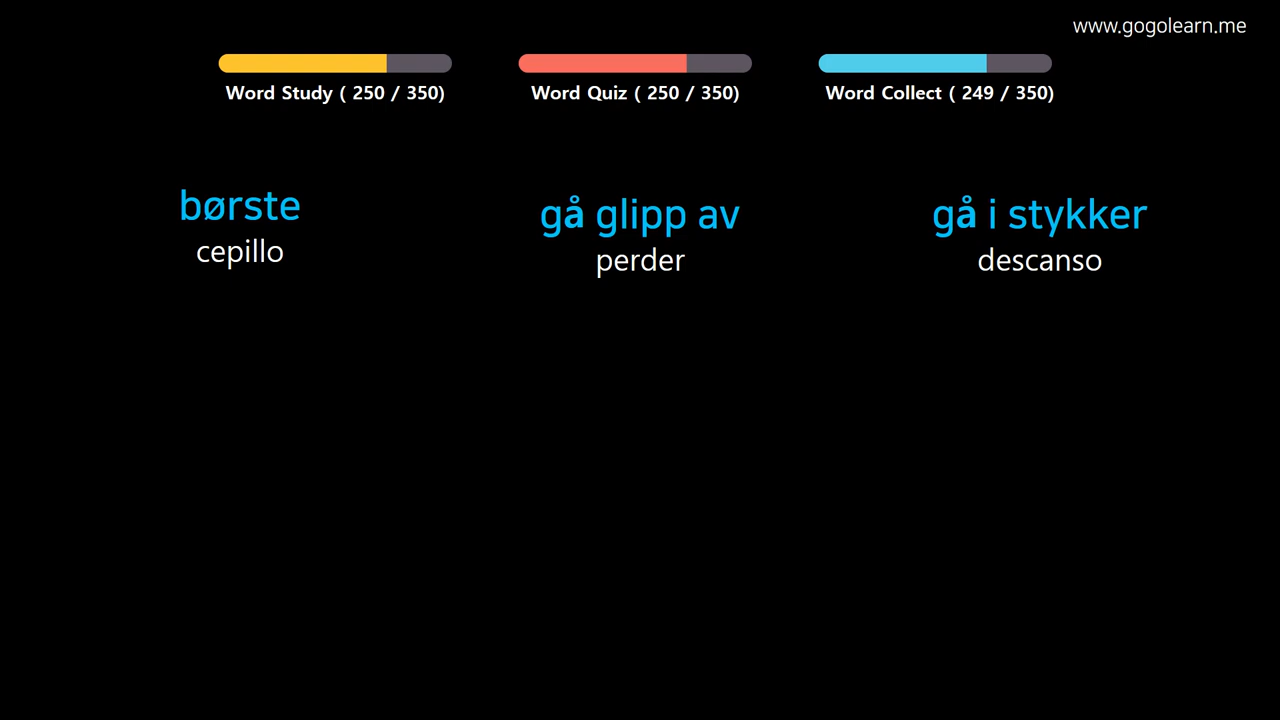 www.gogolearn.me
Word Study ( 250 / 350)
Word Quiz ( 250 / 350)
Word Collect ( 249 / 350)
børste
cepillo
gå glipp av
perder
gå i stykker
descanso